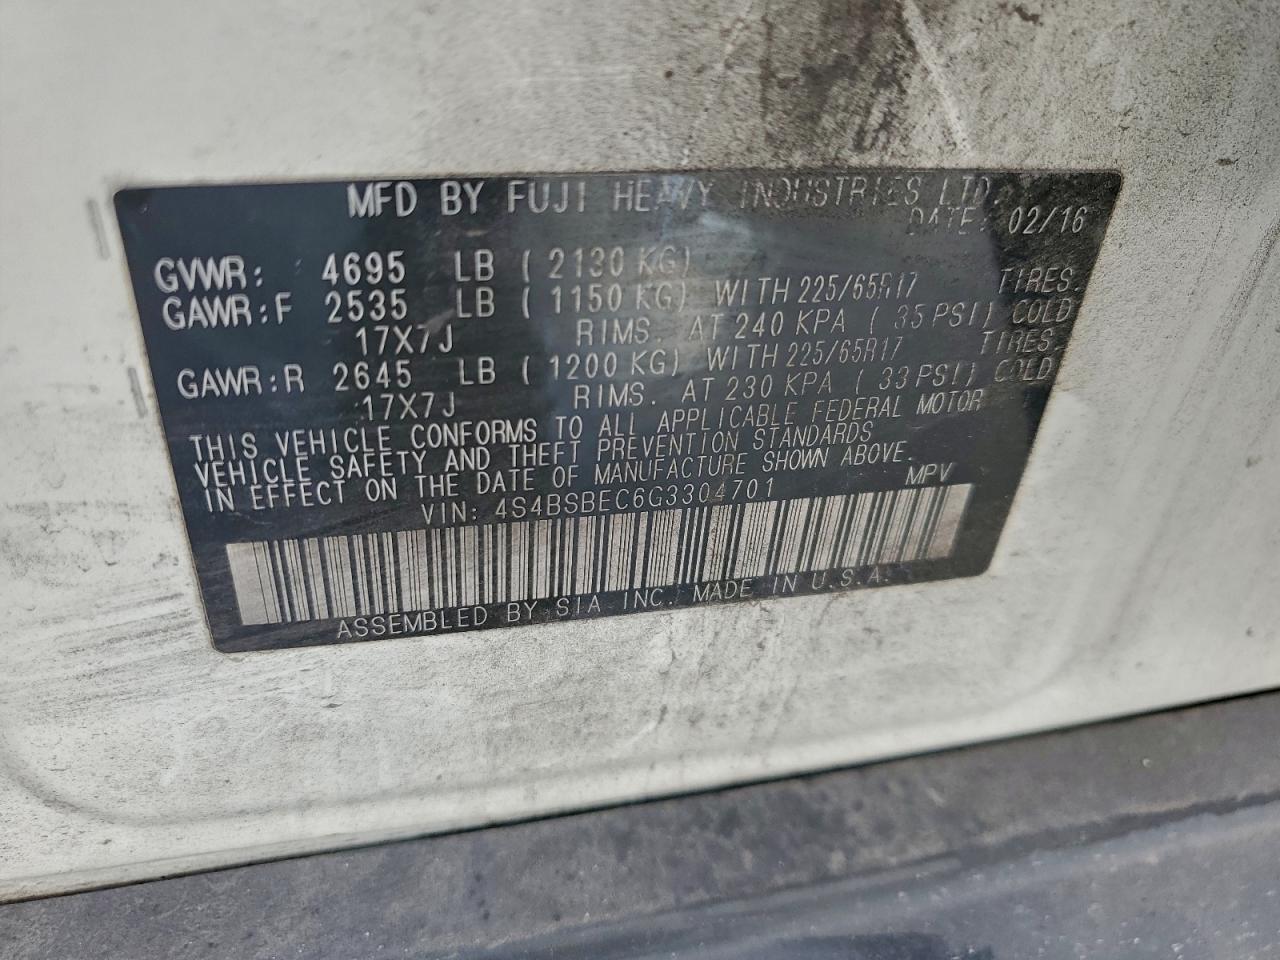 MFD BY FUJI HEAVY INDUSTRIES LTD.
DATE: 02/16
GVWR: 4695 LB ( 2130 KG)
GAWR:F 2535 LB ( 1150 KG) WITH 225/65R17 TIRES.
17X7J RIMS. AT 240 KPA ( 35 PSI) COLD
GAWR:R 2645 LB ( 1200 KG) WITH 225/65R17 TIRES.
17X7J RIMS. AT 230 KPA ( 33 PSI) COLD
THIS VEHICLE CONFORMS TO ALL APPLICABLE FEDERAL MOTOR
VEHICLE SAFETY AND THEFT PREVENTION STANDARDS
IN EFFECT ON THE DATE OF MANUFACTURE SHOWN ABOVE.
VIN: 4S4BSBEC6G3304701 MPV
ASSEMBLED BY SIA INC. MADE IN U.S.A.